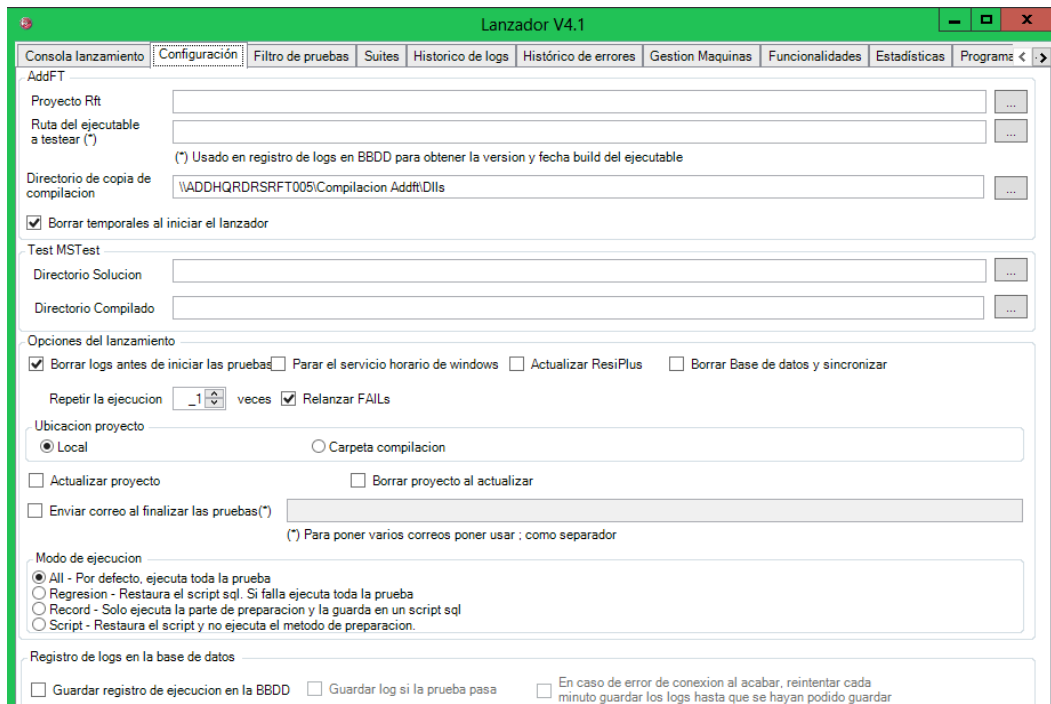 Lanzador V4.1
Consola lanzamiento Configuración Filtro de pruebas Suites Historico de logs Histórico de errores Gestion Maquinas Funcionalidades Estadísticas Programa
AddFT
Proyecto Rft ...
Ruta del ejecutable
a testear (*) ...
(*) Usado en registro de logs en BBDD para obtener la version y fecha build del ejecutable
Directorio de copia de
compilacion \\ADDHQRDRSRFT005\Compilacion Addft\Dlls ...
Borrar temporales al iniciar el lanzador
Test MSTest
Directorio Solucion ...
Directorio Compilado ...
Opciones del lanzamiento
Borrar logs antes de iniciar las pruebas Parar el servicio horario de windows Actualizar ResiPlus Borrar Base de datos y sincronizar
Repetir la ejecucion _1 veces Relanzar FAILs
Ubicacion proyecto
Local Carpeta compilacion
Actualizar proyecto Borrar proyecto al actualizar
Enviar correo al finalizar las pruebas(*)
(*) Para poner varios correos poner usar ; como separador
Modo de ejecucion
All - Por defecto, ejecuta toda la prueba
Regresion - Restaura el script sql. Si falla ejecuta toda la prueba
Record - Solo ejecuta la parte de preparacion y la guarda en un script sql
Script - Restaura el script y no ejecuta el metodo de preparacion.
Registro de logs en la base de datos
Guardar registro de ejecucion en la BBDD Guardar log si la prueba pasa En caso de error de conexion al acabar, reintentar cada
minuto guardar los logs hasta que se hayan podido guardar